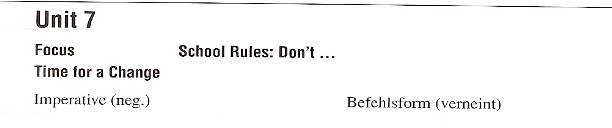 Unit 7
Focus School Rules: Don't ...
Time for a Change
Imperative (neg.) Befehlsform (verneint)